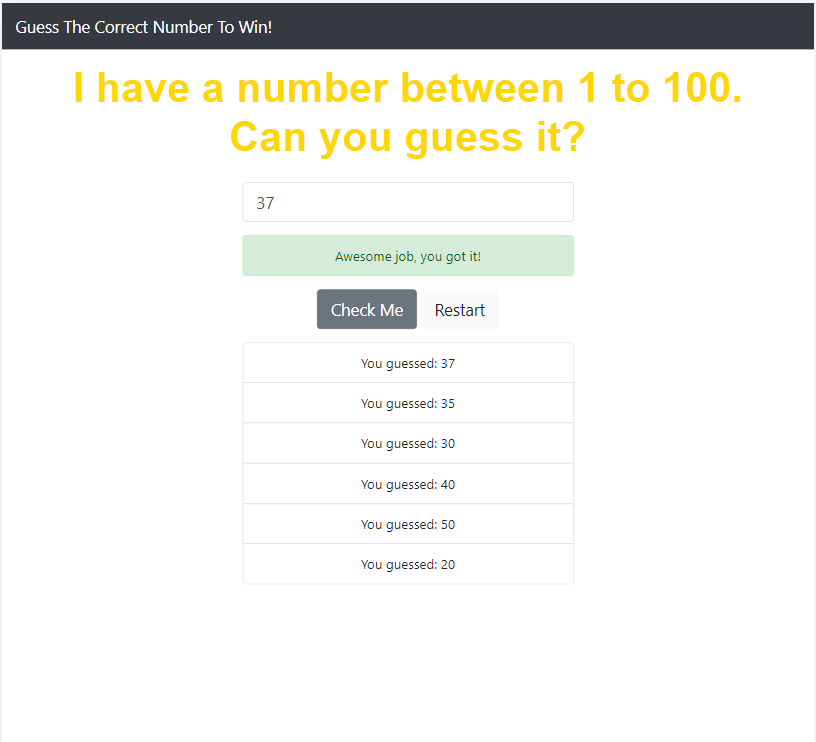 Guess The Correct Number To Win!
I have a number between 1 to 100.
Can you guess it?
37
Awesome job, you got it!
Check Me Restart
You guessed: 37
You guessed: 35
You guessed: 30
You guessed: 40
You guessed: 50
You guessed: 20